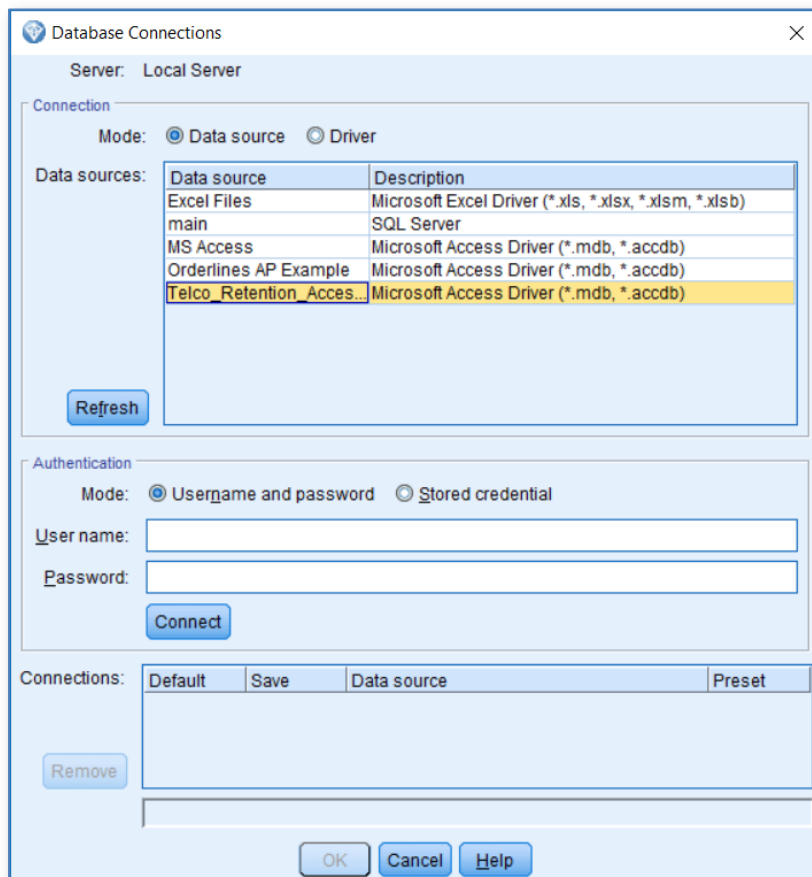 Database Connections
Server: Local Server
Connection
Mode: Data source Driver
Data sources: Data source Description
Excel Files Microsoft Excel Driver (*.xls, *.xlsx, *.xlsm, *.xlsb)
main SQL Server
MS Access Microsoft Access Driver (*.mdb, *.accdb)
Orderlines AP Example Microsoft Access Driver (*.mdb, *.accdb)
Telco_Retention_Acces... Microsoft Access Driver (*.mdb, *.accdb)
Refresh
Authentication
Mode: Username and password Stored credential
User name:
Password:
Connect
Connections: Default Save Data source Preset
Remove
OK Cancel Help